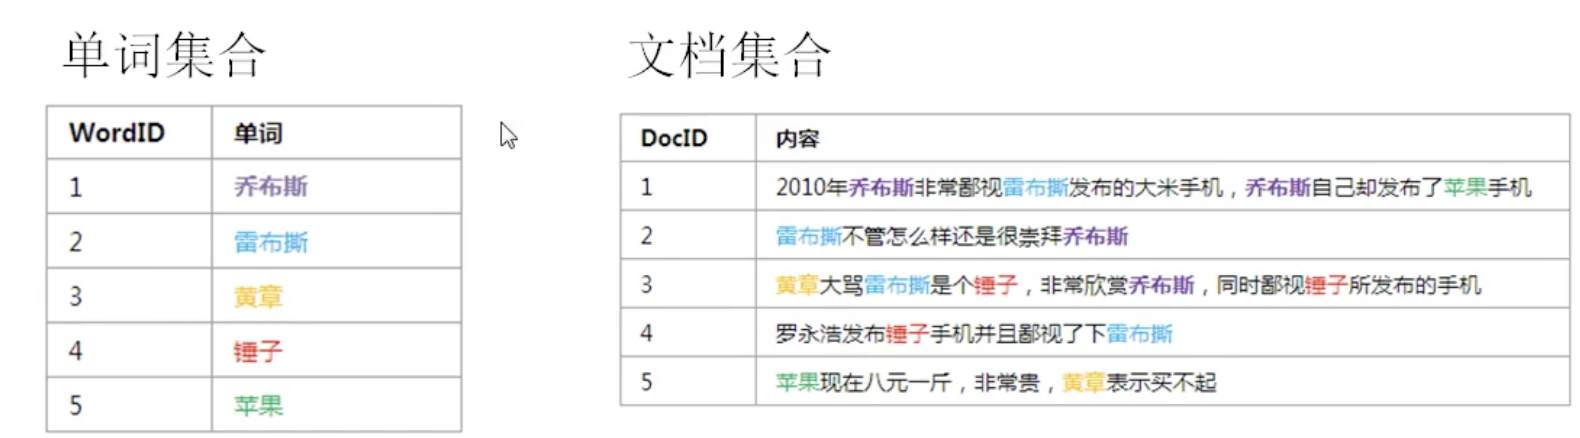 单词集合
WordID 单词
1 乔布斯
2 雷布撕
3 黄章
4 锤子
5 苹果
文档集合
DocID 内容
1 2010年乔布斯非常鄙视雷布撕发布的大米手机，乔布斯自己却发布了苹果手机
2 雷布撕不管怎么样还是很崇拜乔布斯
3 黄章大骂雷布撕是个锤子，非常欣赏乔布斯，同时鄙视锤子所发布的手机
4 罗永浩发布锤子手机并且鄙视了下雷布撕
5 苹果现在八元一斤，非常贵，黄章表示买不起